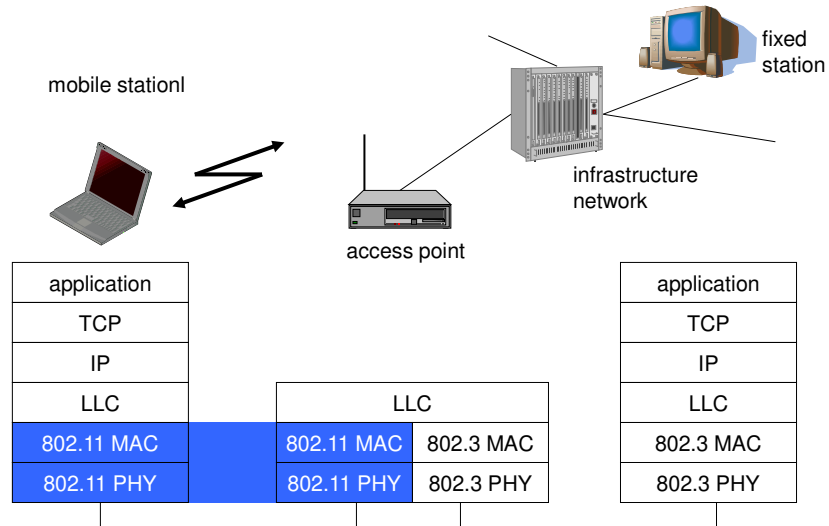 fixed
station
mobile stationl
infrastructure
network
access point
application
TCP
IP
LLC
802.11 MAC
802.11 PHY
LLC
802.11 MAC 802.3 MAC
802.11 PHY 802.3 PHY
application
TCP
IP
LLC
802.3 MAC
802.3 PHY